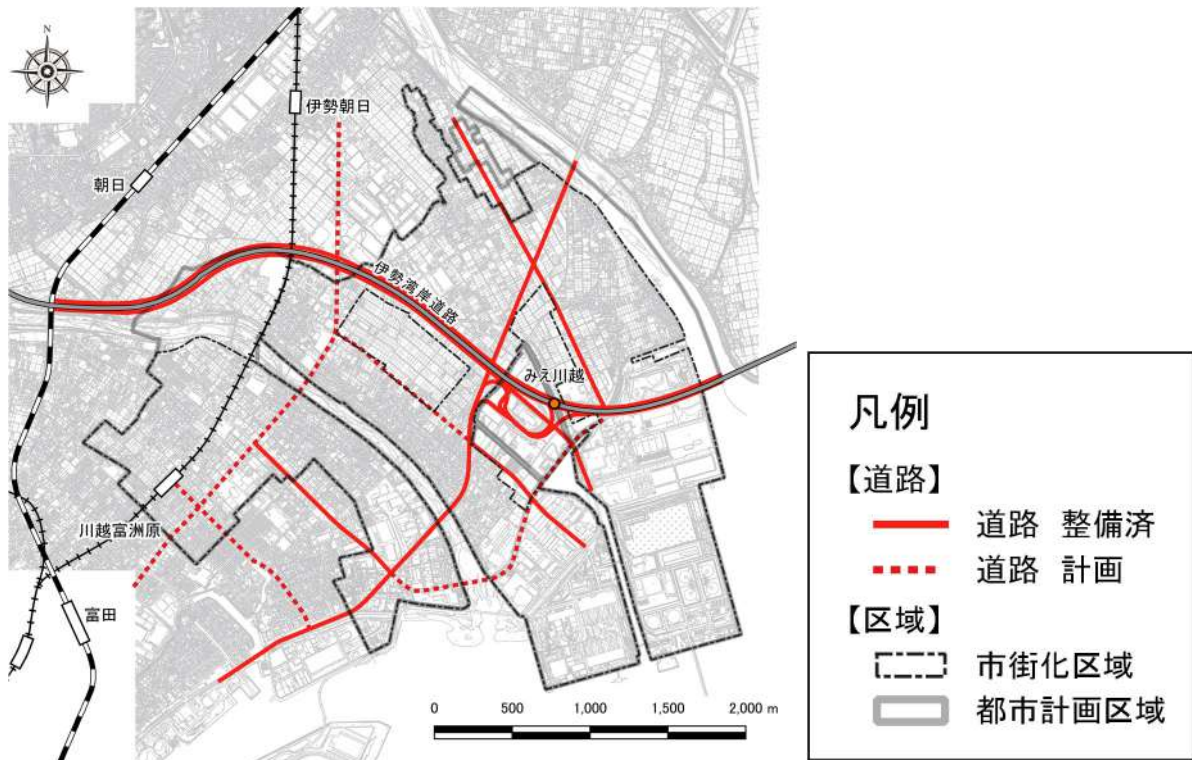 N
伊勢朝日
朝日
伊勢湾岸道路
みえ川越
川越富洲原
富田
0 500 1,000 1,500 2,000 m
凡例
【道路】
道路 整備済
道路 計画
【区域】
市街化区域
都市計画区域